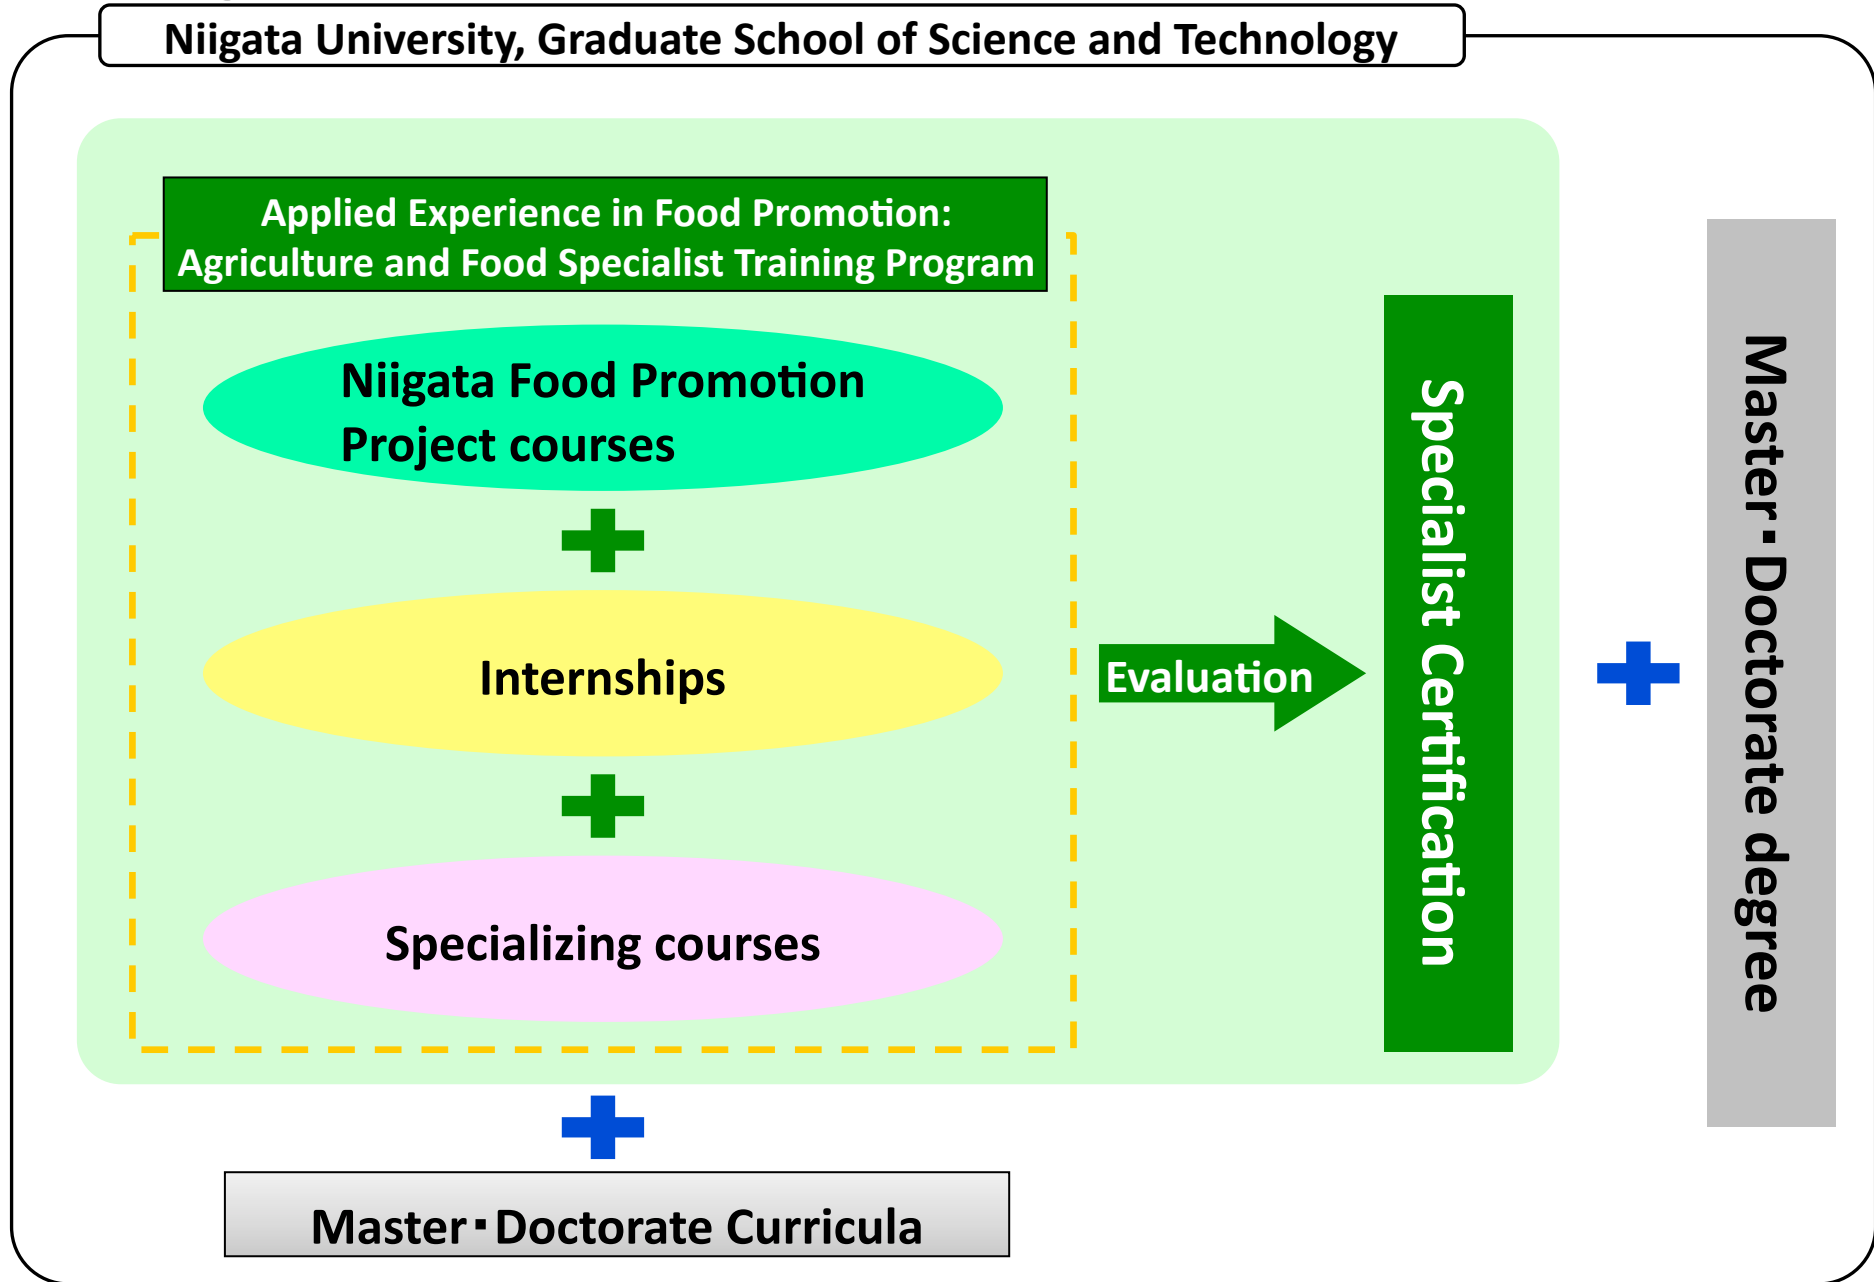 Niigata University, Graduate School of Science and Technology
Applied Experience in Food Promotion:
Agriculture and Food Specialist Training Program
Niigata Food Promotion
Project courses
Internships
Specializing courses
Evaluation
Specialist Certification
Master・Doctorate degree
Master・Doctorate Curricula